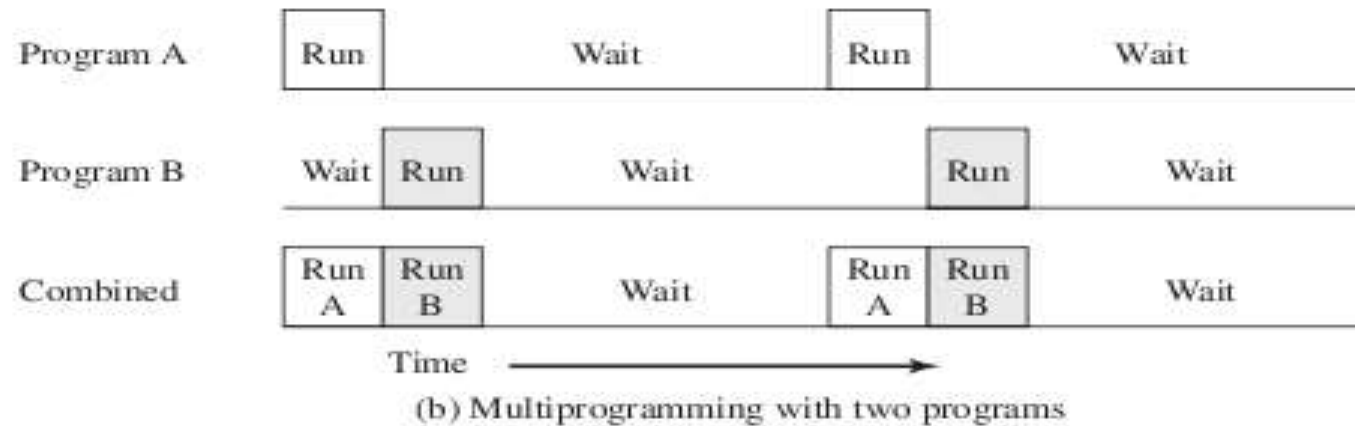 Program A Run Wait Run Wait
Program B Wait Run Wait Run Wait
Run Run Run Run
Combined Wait Wait
A B A B
Time
(b) Multiprogramming with two programs